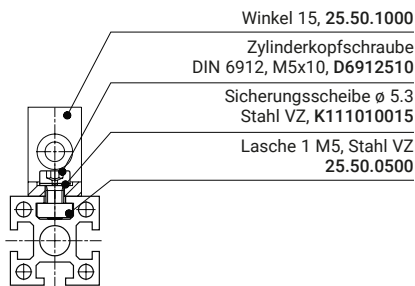 Winkel 15, 25.50.1000
Zylinderkopfschraube
DIN 6912, M5x10, D6912510
Sicherungsscheibe ø 5.3
Stahl VZ, K111010015
Lasche 1 M5, Stahl VZ
25.50.0500